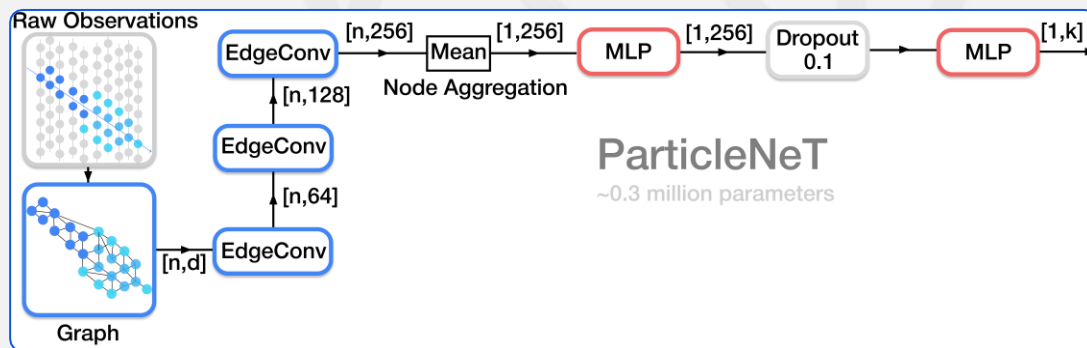 Raw Observations
Graph
[n,d]
EdgeConv
[n,64]
EdgeConv
[n,128]
EdgeConv
[n,256]
Mean
Node Aggregation
[1,256]
MLP
[1,256]
Dropout
0.1
MLP
[1,k]
ParticleNeT
~0.3 million parameters